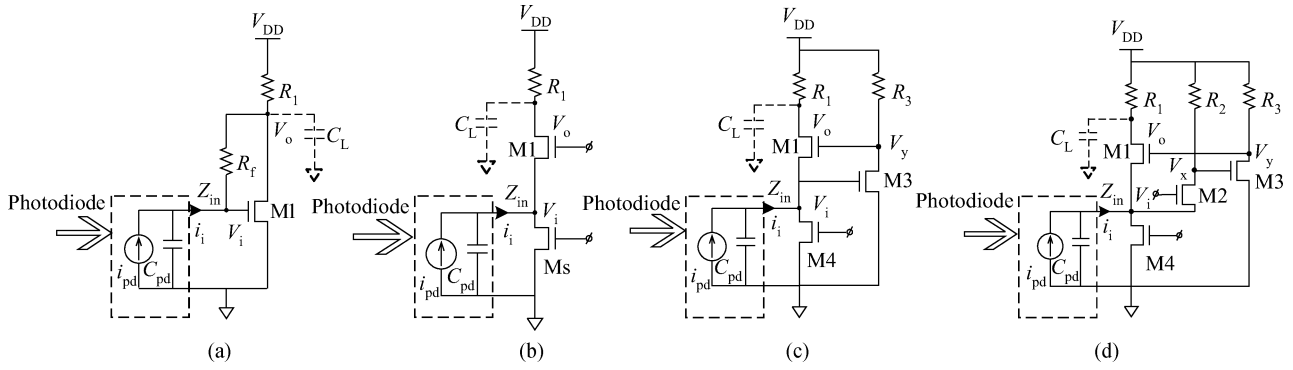 V_DD
R_1
V_o
C_L
R_f
Photodiode
Z_in
i_i
V_i
M1
i_pd
C_pd
(a)
V_DD
R_1
C_L
V_o
M1
Photodiode
Z_in
i_i
V_i
Ms
i_pd
C_pd
(b)
V_DD
R_1
R_3
C_L
V_o
M1
V_y
M3
Photodiode
Z_in
i_i
V_i
M4
i_pd
C_pd
(c)
V_DD
R_1
R_2
R_3
C_L
V_o
M1
V_x
V_y
M3
M2
Photodiode
Z_in
V_i
i_i
M4
i_pd
C_pd
(d)